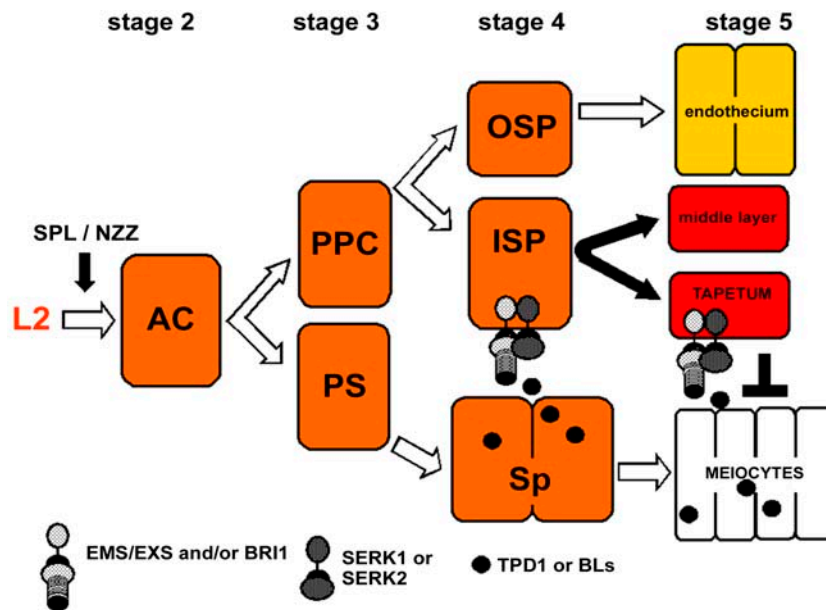 stage 2 stage 3 stage 4 stage 5
OSP
endothecium
SPL / NZZ
PPC
ISP
middle layer
L2
AC
TAPETUM
PS
Sp
MEIOCYTES
EMS/EXS and/or BRI1
SERK1 or
SERK2
TPD1 or BLs